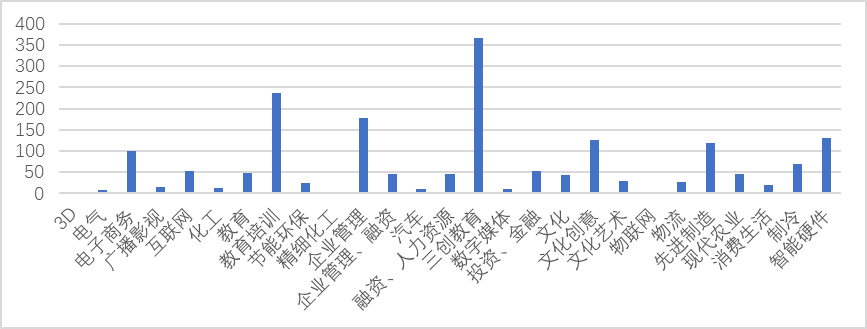 400
350
300
250
200
150
100
50
0
3D
电气
电子商务
广播影视
互联网
化工
教育
教育培训
节能环保
精细化工
企业管理
企业管理、融资
汽车
融资、人力资源
三创教育
数字媒体
投资、金融
文化
文化创意
文化艺术
物联网
物流
先进制造
现代农业
消费生活
制冷
智能硬件